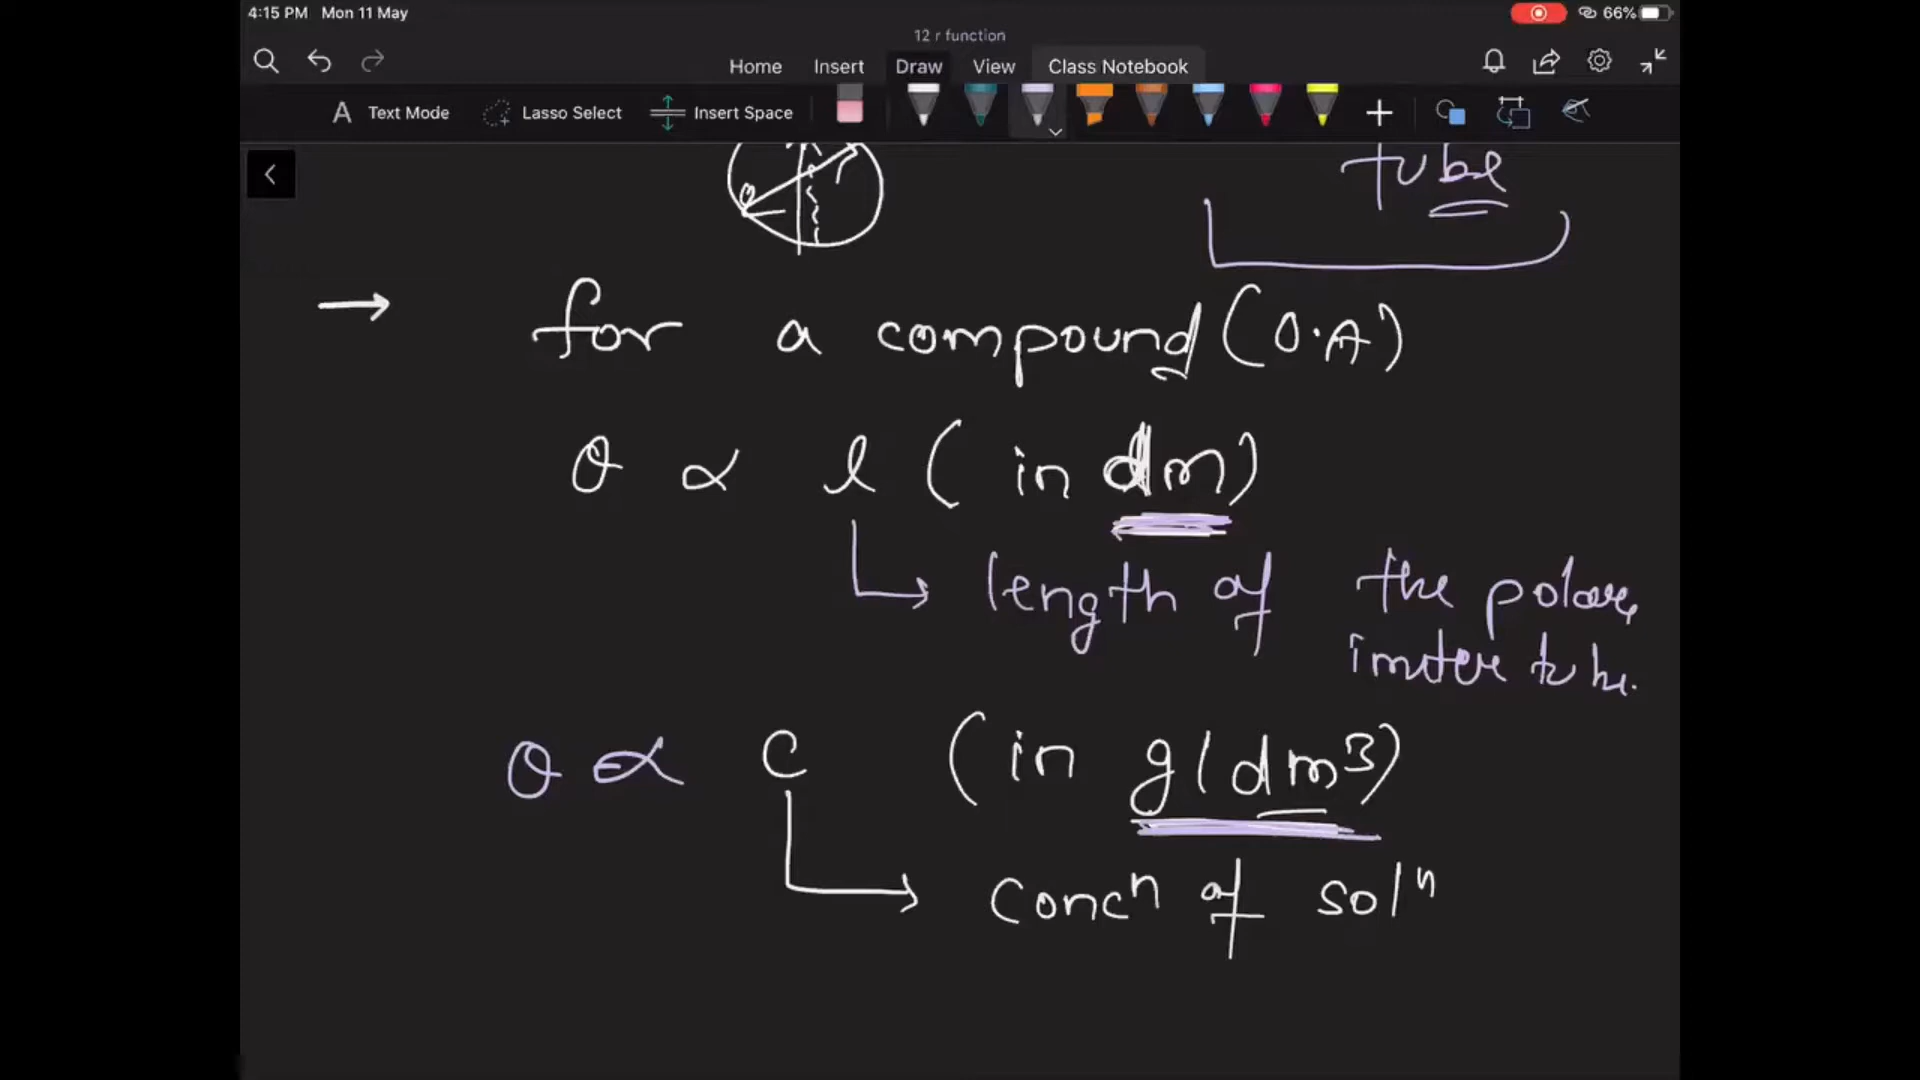 4:15 PM Mon 11 May 66%
12 r function
Home Insert Draw View Class Notebook
Text Mode Lasso Select Insert Space
tube
θ
→ for a compound (O.A)
θ ∝ l (in dm)
length of the polar
imeter tube.
θ ∝ C (in g/dm³)
concⁿ of solⁿ